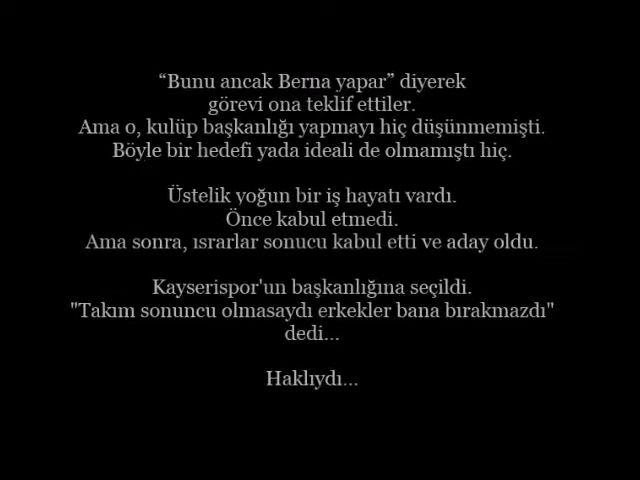 “Bunu ancak Berna yapar” diyerek
görevi ona teklif ettiler.
Ama o, kulüp başkanlığı yapmayı hiç düşünmemişti.
Böyle bir hedefi yada ideali de olmamıştı hiç.
Üstelik yoğun bir iş hayatı vardı.
Önce kabul etmedi.
Ama sonra, ısrarlar sonucu kabul etti ve aday oldu.
Kayserispor'un başkanlığına seçildi.
"Takım sonuncu olmasaydı erkekler bana bırakmazdı"
dedi...
Haklıydı...